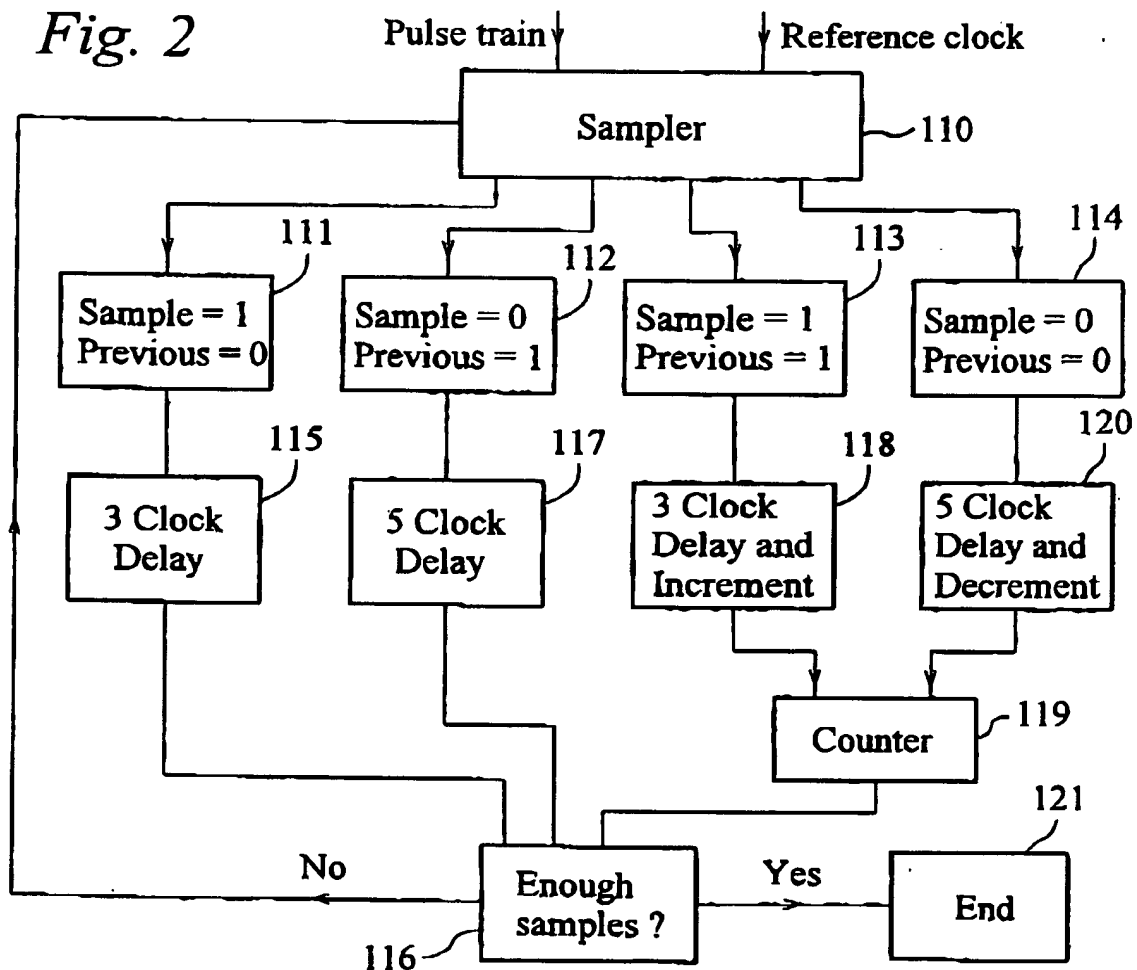 Fig. 2
Pulse train
Reference clock
Sampler
110
111
112
113
114
Sample = 1
Previous = 0
Sample = 0
Previous = 1
Sample = 1
Previous = 1
Sample = 0
Previous = 0
115
117
118
120
3 Clock
Delay
5 Clock
Delay
3 Clock
Delay and
Increment
5 Clock
Delay and
Decrement
Counter
119
121
No
Enough
samples ?
Yes
End
116